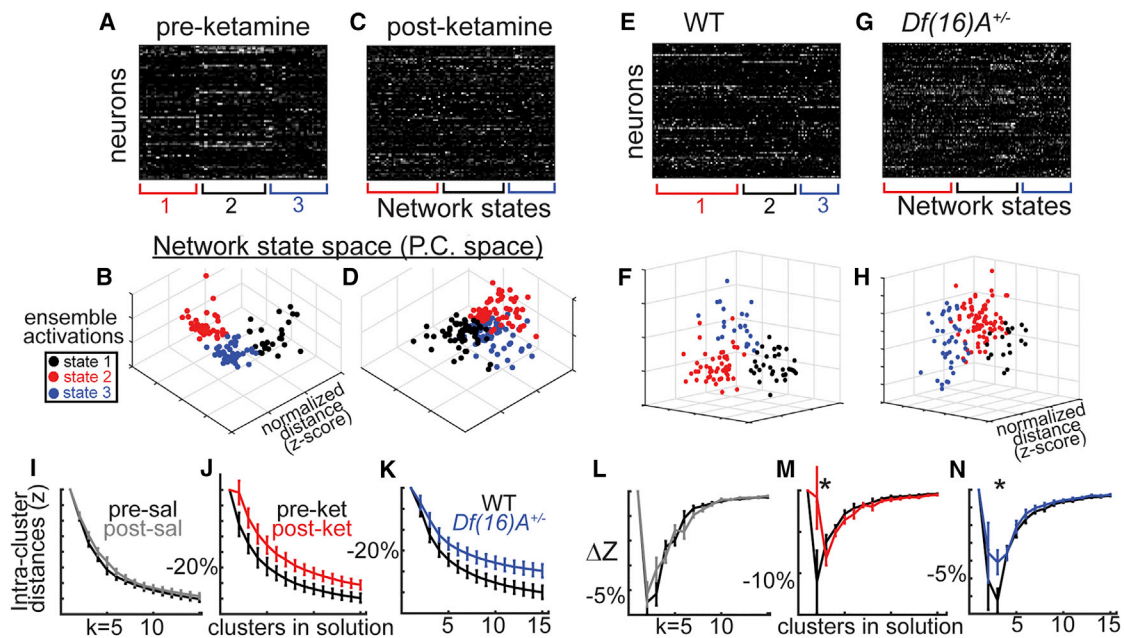 A
pre-ketamine
C
post-ketamine
E
WT
G
Df(16)A+/-
neurons
neurons
1
2
3
Network states
1
2
3
Network states
Network state space (P.C. space)
B
D
F
H
ensemble
activations
state 1
state 2
state 3
normalized
distance
(z-score)
normalized
distance
(z-score)
I
J
K
L
M
N
Intra-cluster
distances (z)
pre-sal
post-sal
-20%
k=5
10
pre-ket
post-ket
-20%
clusters in solution
WT
Df(16)A+/-
5
10
15
ΔZ
-5%
k=5
10
*
-10%
clusters in solution
*
-5%
5
10
15